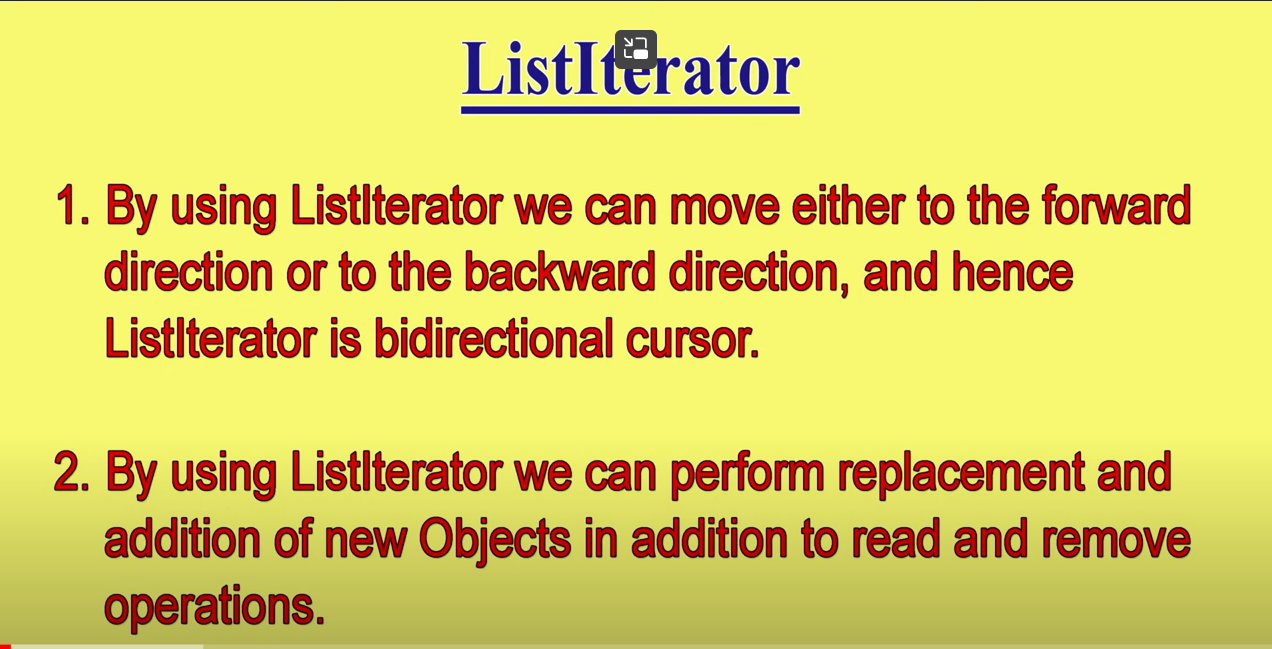 ListIterator
1. By using ListIterator we can move either to the forward
direction or to the backward direction, and hence
ListIterator is bidirectional cursor.
2. By using ListIterator we can perform replacement and
addition of new Objects in addition to read and remove
operations.